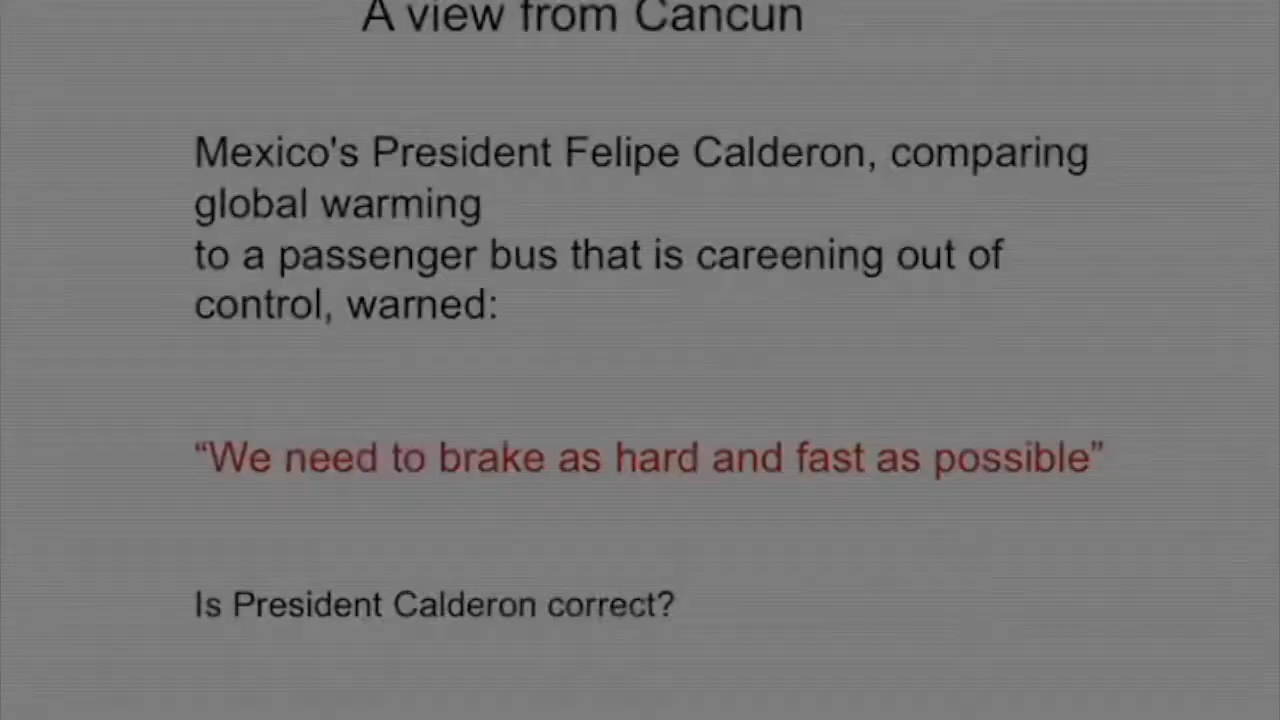 A view from Cancun
Mexico's President Felipe Calderon, comparing
global warming
to a passenger bus that is careening out of
control, warned:
“We need to brake as hard and fast as possible”
Is President Calderon correct?